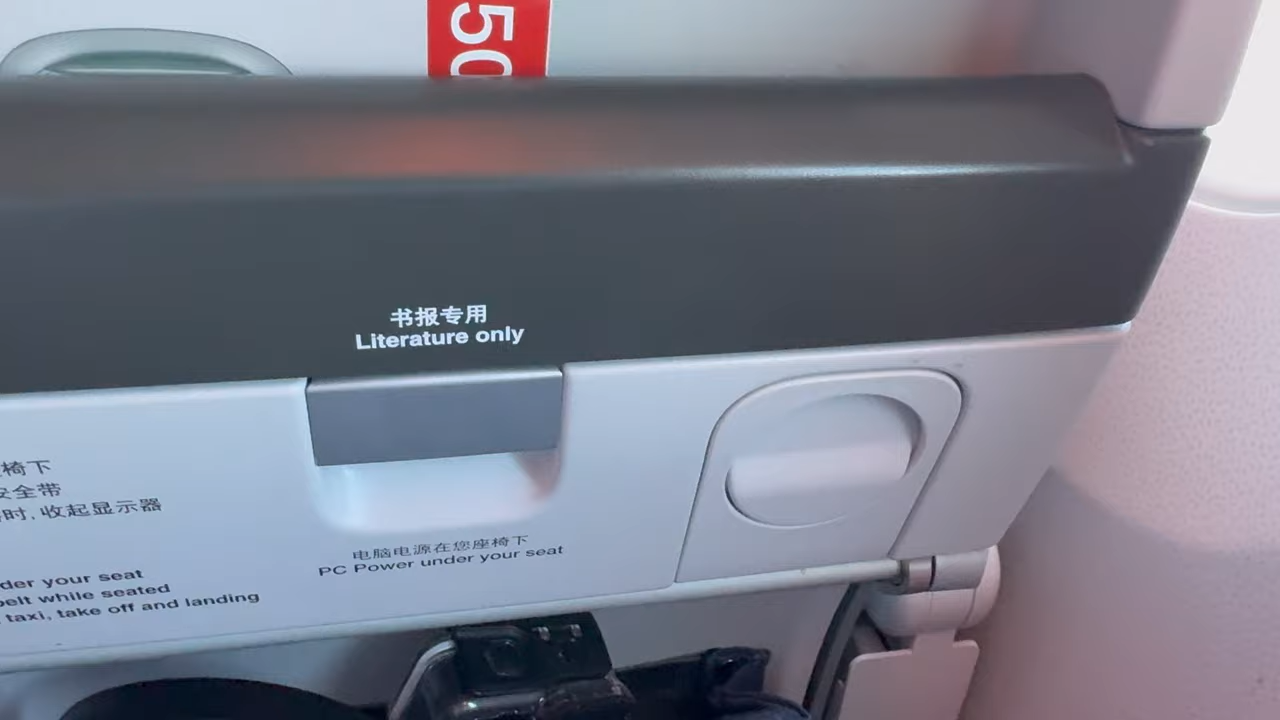 50
书报专用
Literature only
椅下
安全带
时,收起显示器
your seat
belt while seated
taxi, take off and landing
电脑电源在您座椅下
PC Power under your seat